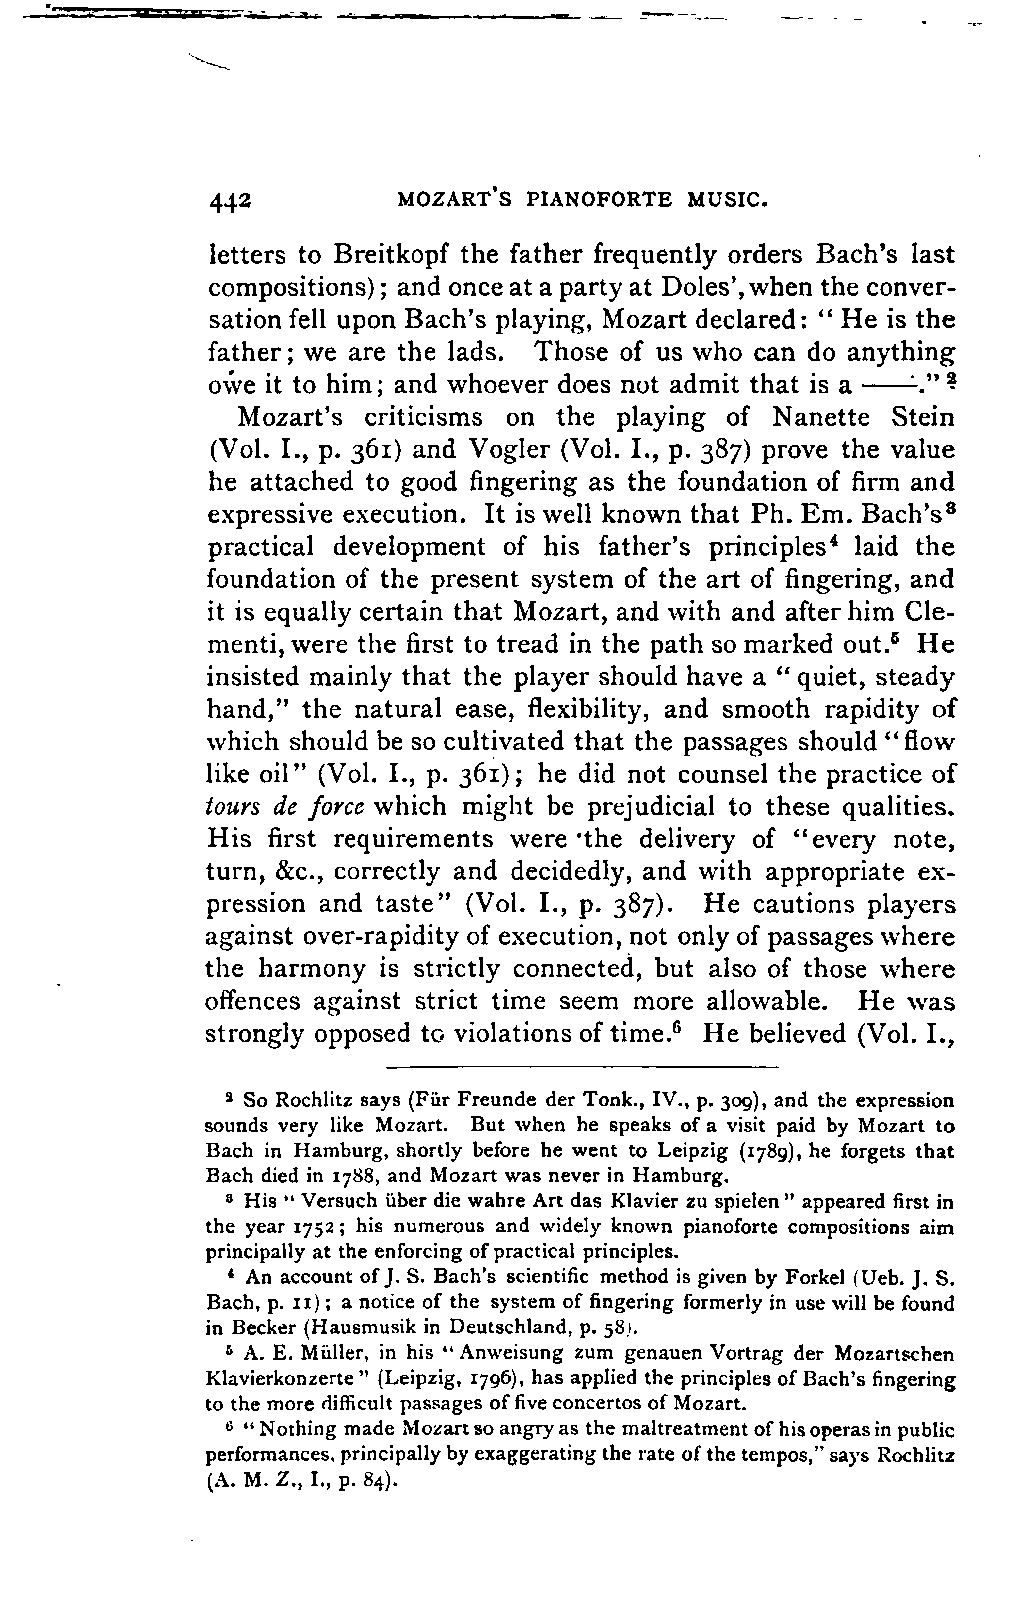 442 MOZART'S PIANOFORTE MUSIC.
letters to Breitkopf the father frequently orders Bach's last
compositions); and once at a party at Doles', when the conver-
sation fell upon Bach's playing, Mozart declared: "He is the
father; we are the lads. Those of us who can do anything
owe it to him; and whoever does not admit that is a ——." ²
Mozart's criticisms on the playing of Nanette Stein
(Vol. I., p. 361) and Vogler (Vol. I., p. 387) prove the value
he attached to good fingering as the foundation of firm and
expressive execution. It is well known that Ph. Em. Bach's³
practical development of his father's principles⁴ laid the
foundation of the present system of the art of fingering, and
it is equally certain that Mozart, and with and after him Cle-
menti, were the first to tread in the path so marked out.⁵ He
insisted mainly that the player should have a "quiet, steady
hand," the natural ease, flexibility, and smooth rapidity of
which should be so cultivated that the passages should "flow
like oil" (Vol. I., p. 361); he did not counsel the practice of
tours de force which might be prejudicial to these qualities.
His first requirements were the delivery of "every note,
turn, &c., correctly and decidedly, and with appropriate ex-
pression and taste" (Vol. I., p. 387). He cautions players
against over-rapidity of execution, not only of passages where
the harmony is strictly connected, but also of those where
offences against strict time seem more allowable. He was
strongly opposed to violations of time.⁶ He believed (Vol. I.,
² So Rochlitz says (Für Freunde der Tonk., IV., p. 309), and the expression
sounds very like Mozart. But when he speaks of a visit paid by Mozart to
Bach in Hamburg, shortly before he went to Leipzig (1789), he forgets that
Bach died in 1788, and Mozart was never in Hamburg.
³ His "Versuch über die wahre Art das Klavier zu spielen" appeared first in
the year 1752; his numerous and widely known pianoforte compositions aim
principally at the enforcing of practical principles.
⁴ An account of J. S. Bach's scientific method is given by Forkel (Ueb. J. S.
Bach, p. 11); a notice of the system of fingering formerly in use will be found
in Becker (Hausmusik in Deutschland, p. 58).
⁵ A. E. Müller, in his "Anweisung zum genauen Vortrag der Mozartschen
Klavierkonzerte" (Leipzig, 1796), has applied the principles of Bach's fingering
to the more difficult passages of five concertos of Mozart.
⁶ "Nothing made Mozart so angry as the maltreatment of his operas in public
performances, principally by exaggerating the rate of the tempos," says Rochlitz
(A. M. Z., I., p. 84).